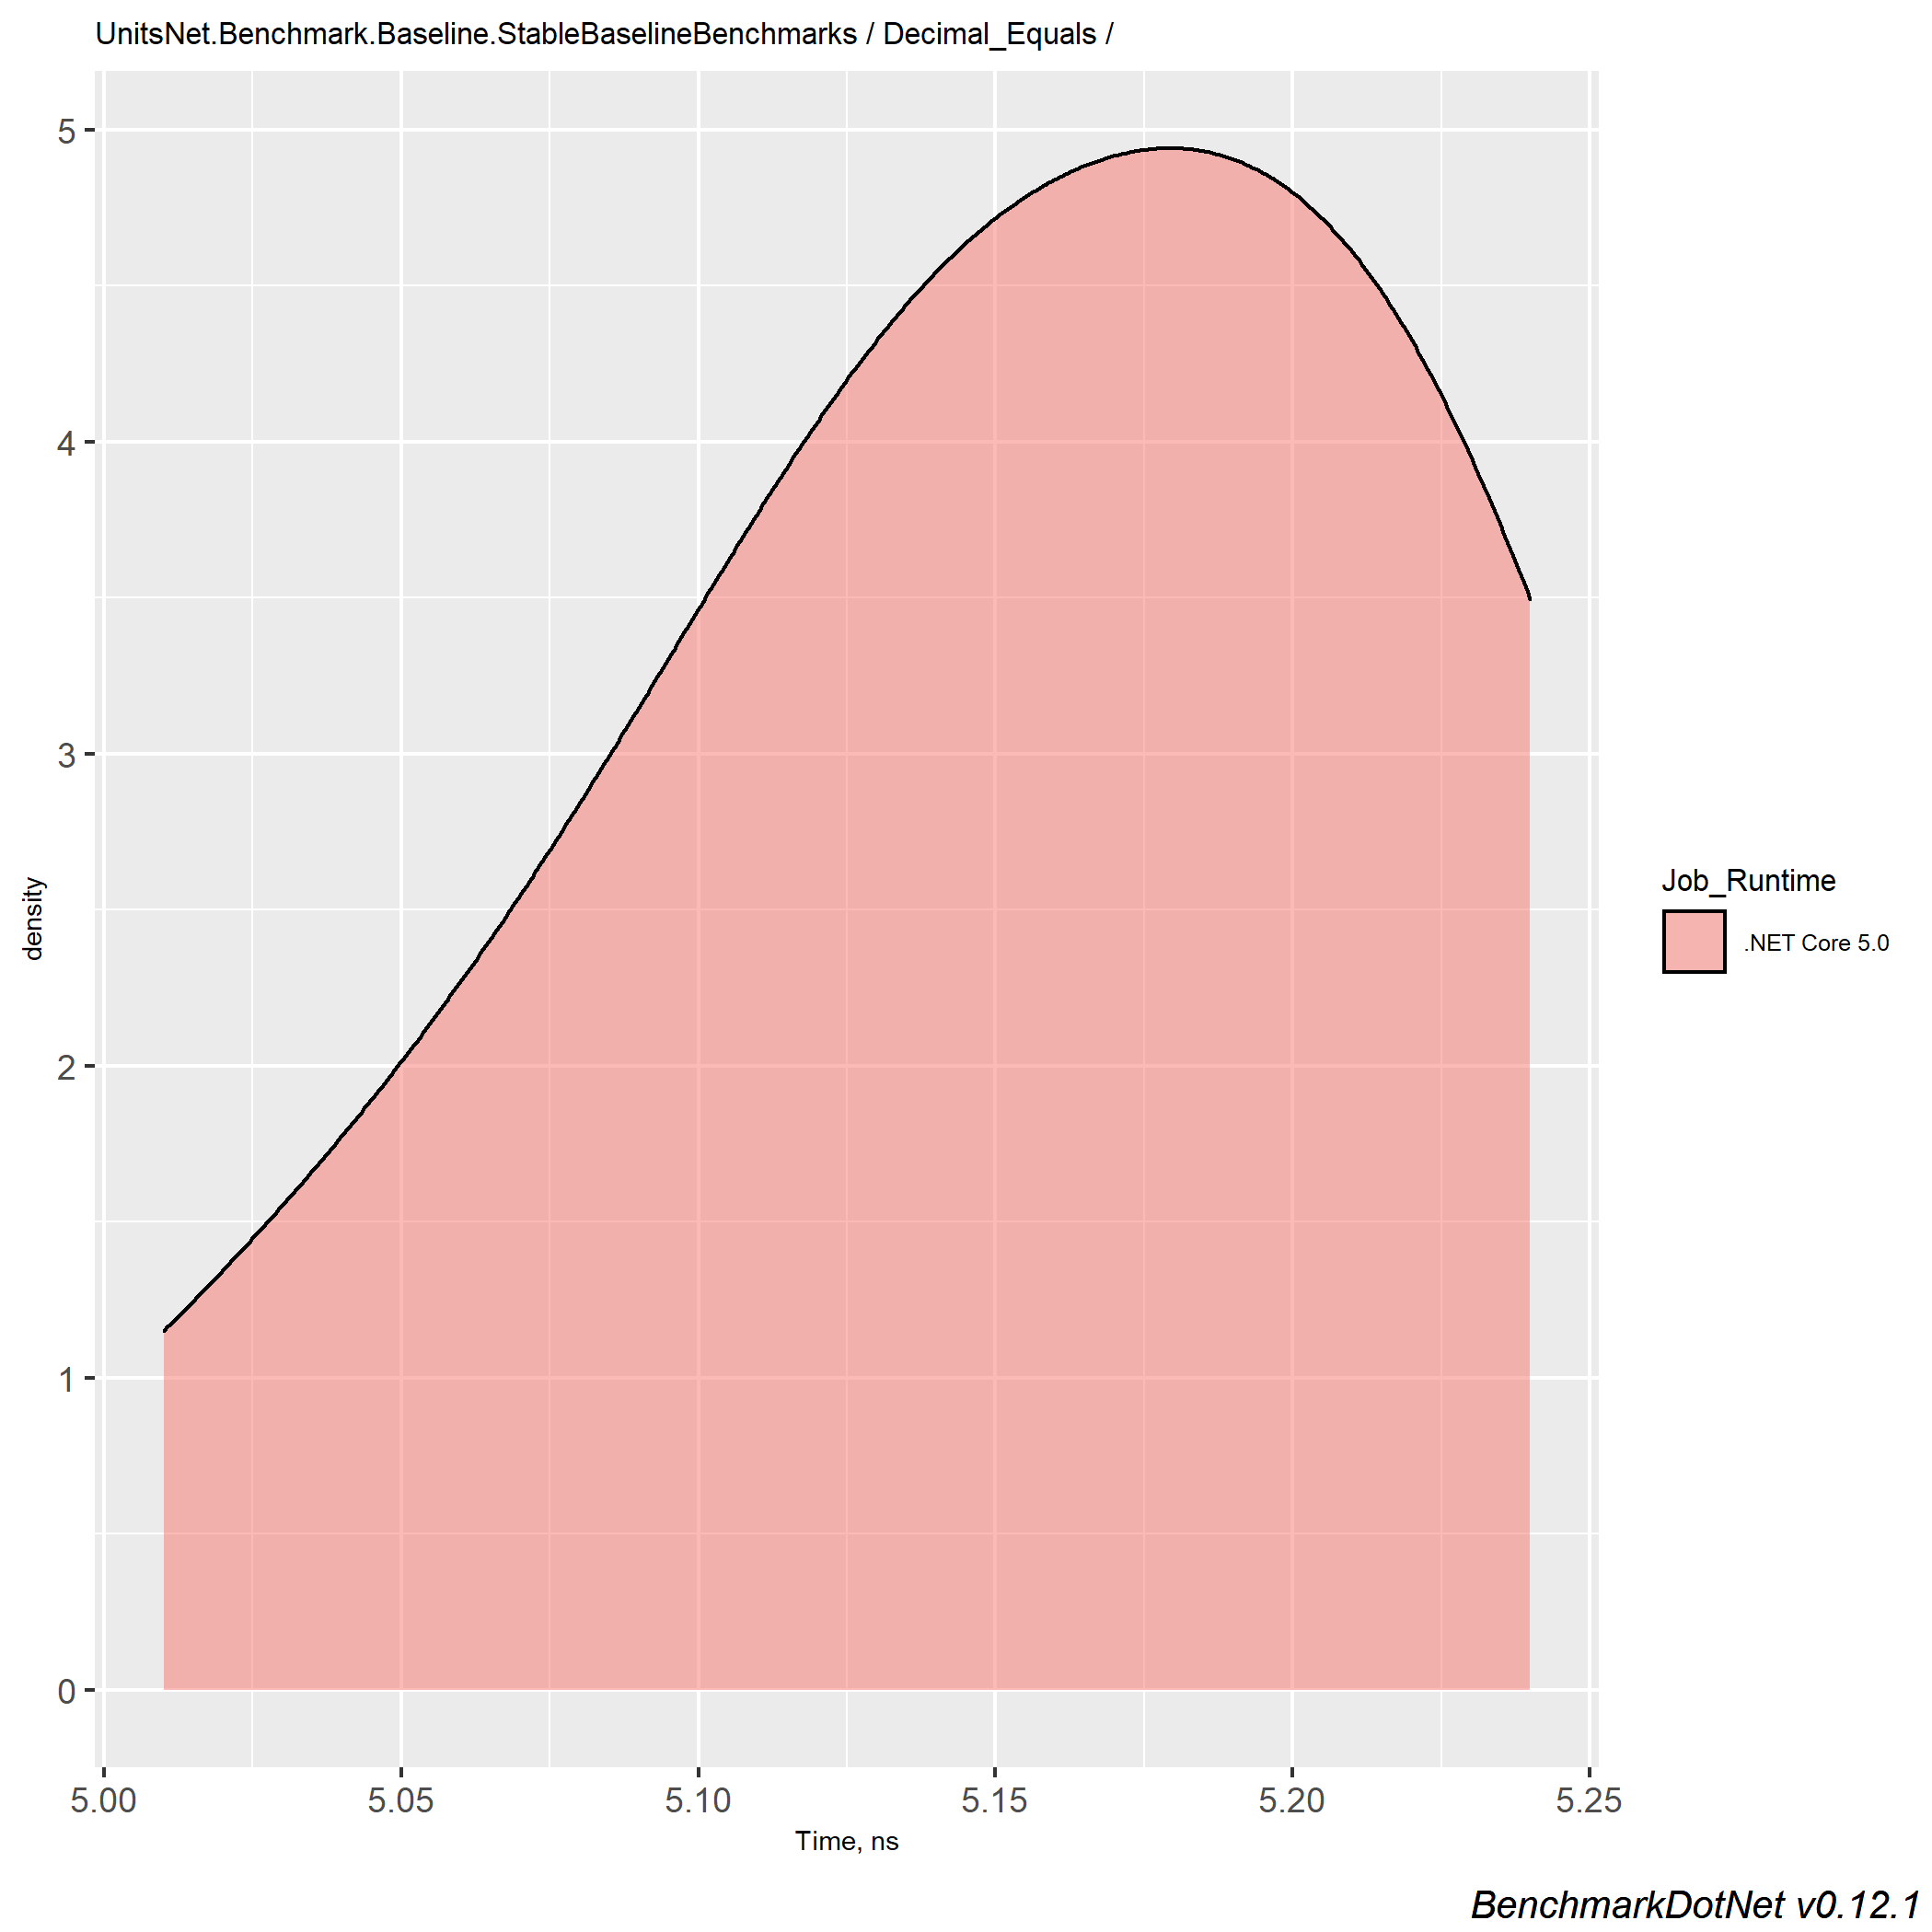 UnitsNet.Benchmark.Baseline.StableBaselineBenchmarks / Decimal_Equals /
5
4
3
2
1
0
density
5.00 5.05 5.10 5.15 5.20 5.25
Time, ns
Job_Runtime
.NET Core 5.0
BenchmarkDotNet v0.12.1